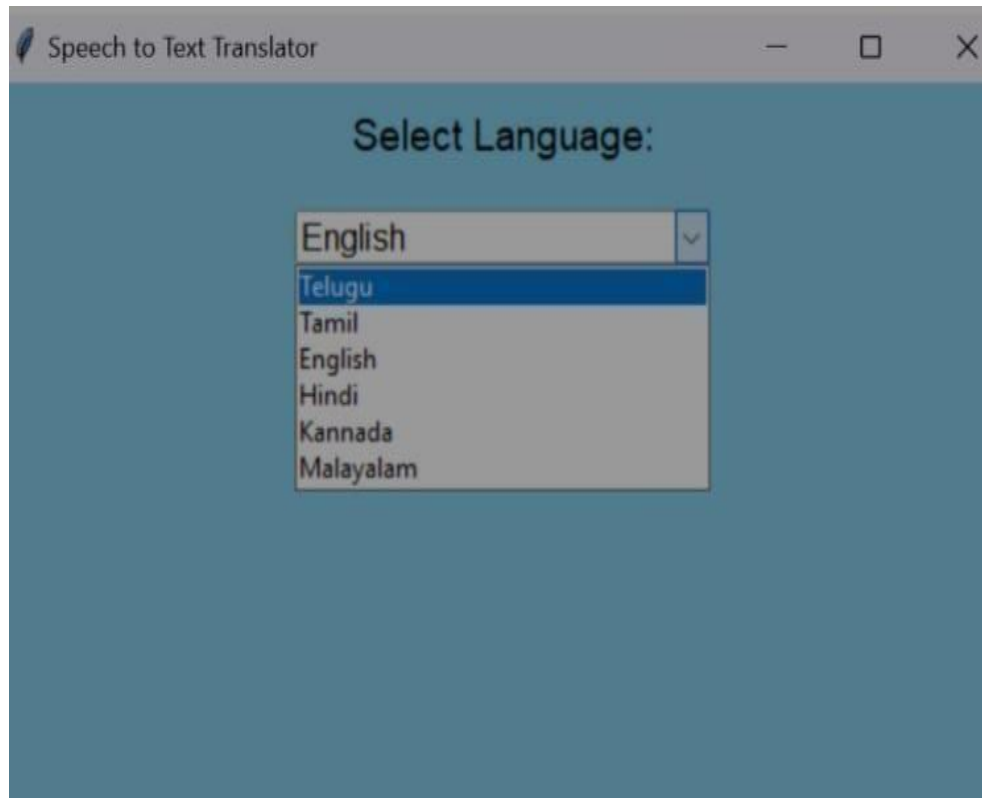 Speech to Text Translator
Select Language:
English
Telugu
Tamil
English
Hindi
Kannada
Malayalam